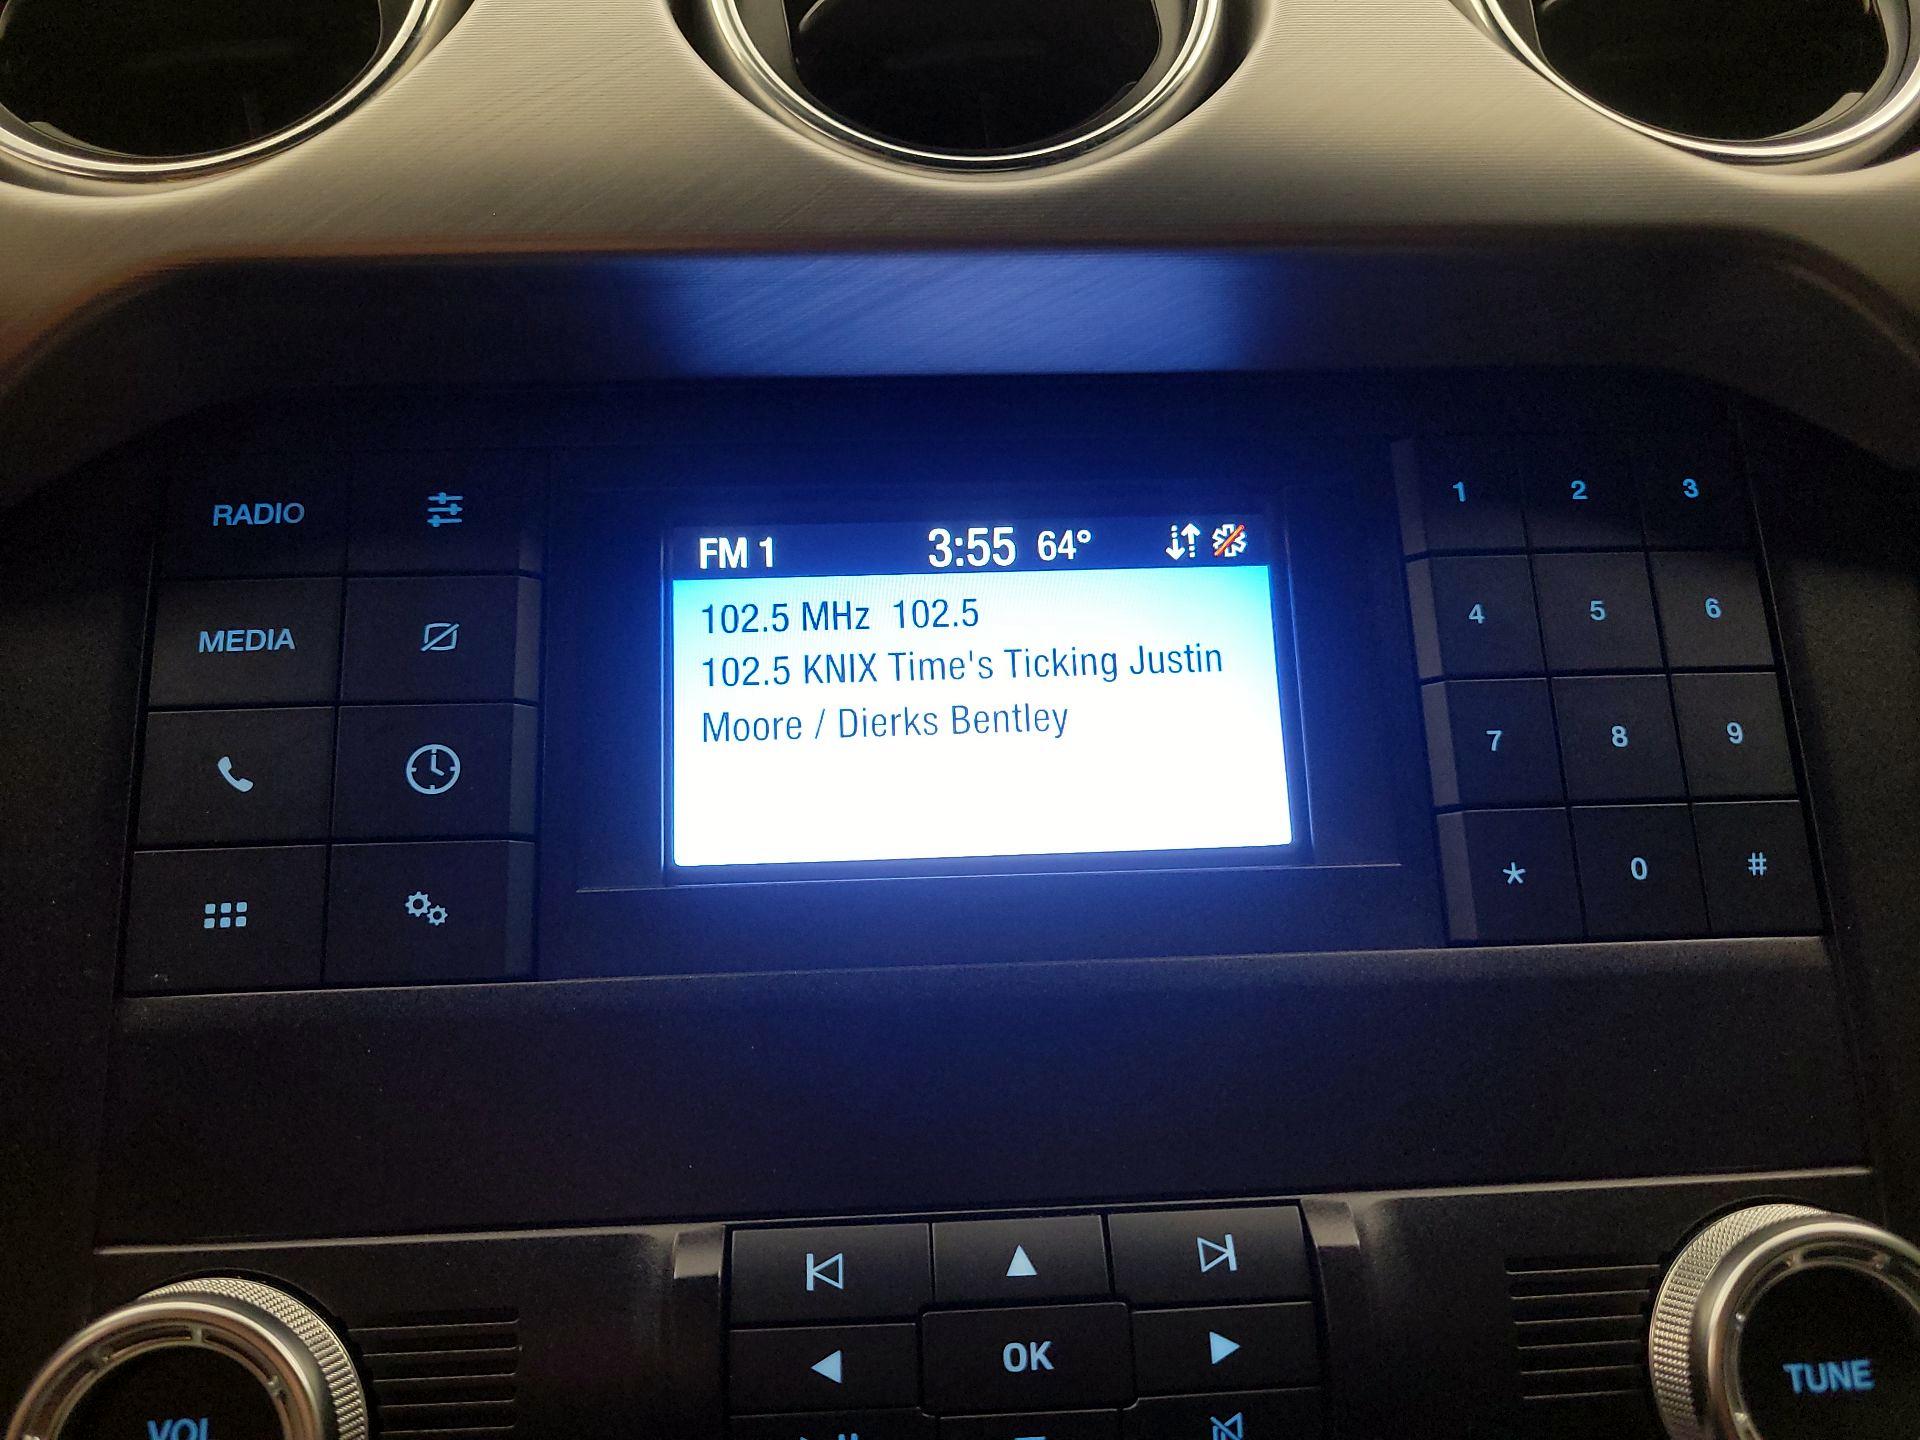 FM 1 3:55 64°
102.5 MHz 102.5
102.5 KNIX Time's Ticking Justin
Moore / Dierks Bentley
RADIO
MEDIA
1 2 3
4 5 6
7 8 9
* 0 #
OK
VOL
TUNE